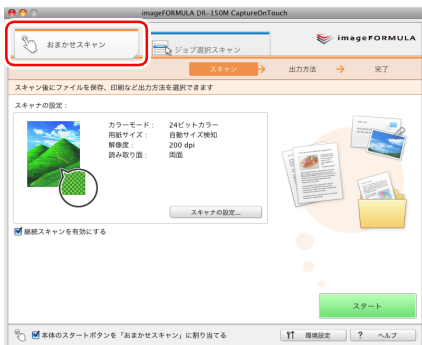 imageFORMULA DR-150M CaptureOnTouch
おまかせスキャン
ジョブ選択スキャン
imageFORMULA
スキャン
出力方法
完了
スキャン後にファイルを保存、印刷など出力方法を選択できます
スキャナの設定：
カラーモード： 24ビットカラー
用紙サイズ： 自動サイズ検知
解像度： 200 dpi
読み取り面： 両面
スキャナの設定...
継続スキャンを有効にする
スタート
本体のスタートボタンを「おまかせスキャン」に割り当てる
環境設定
? ヘルプ